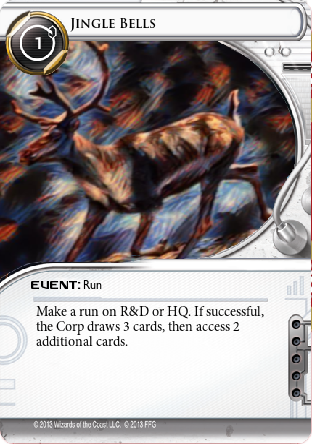 1
JINGLE BELLS
EVENT: Run
Make a run on R&D or HQ. If successful,
the Corp draws 3 cards, then access 2
additional cards.
© 2012 Wizards of the Coast LLC. © 2013 FFG